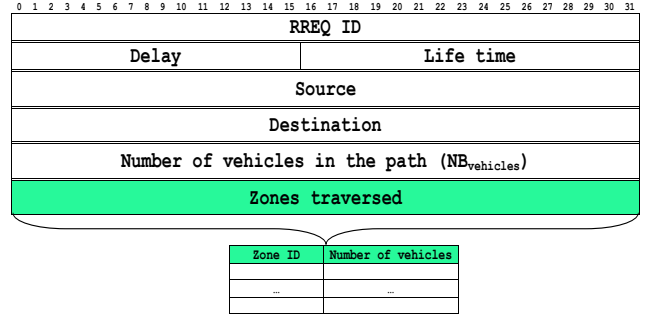 0 1 2 3 4 5 6 7 8 9 10 11 12 13 14 15 16 17 18 19 20 21 22 23 24 25 26 27 28 29 30 31
RREQ ID
Delay Life time
Source
Destination
Number of vehicles in the path (NBvehicles)
Zones traversed
Zone ID Number of vehicles
… …